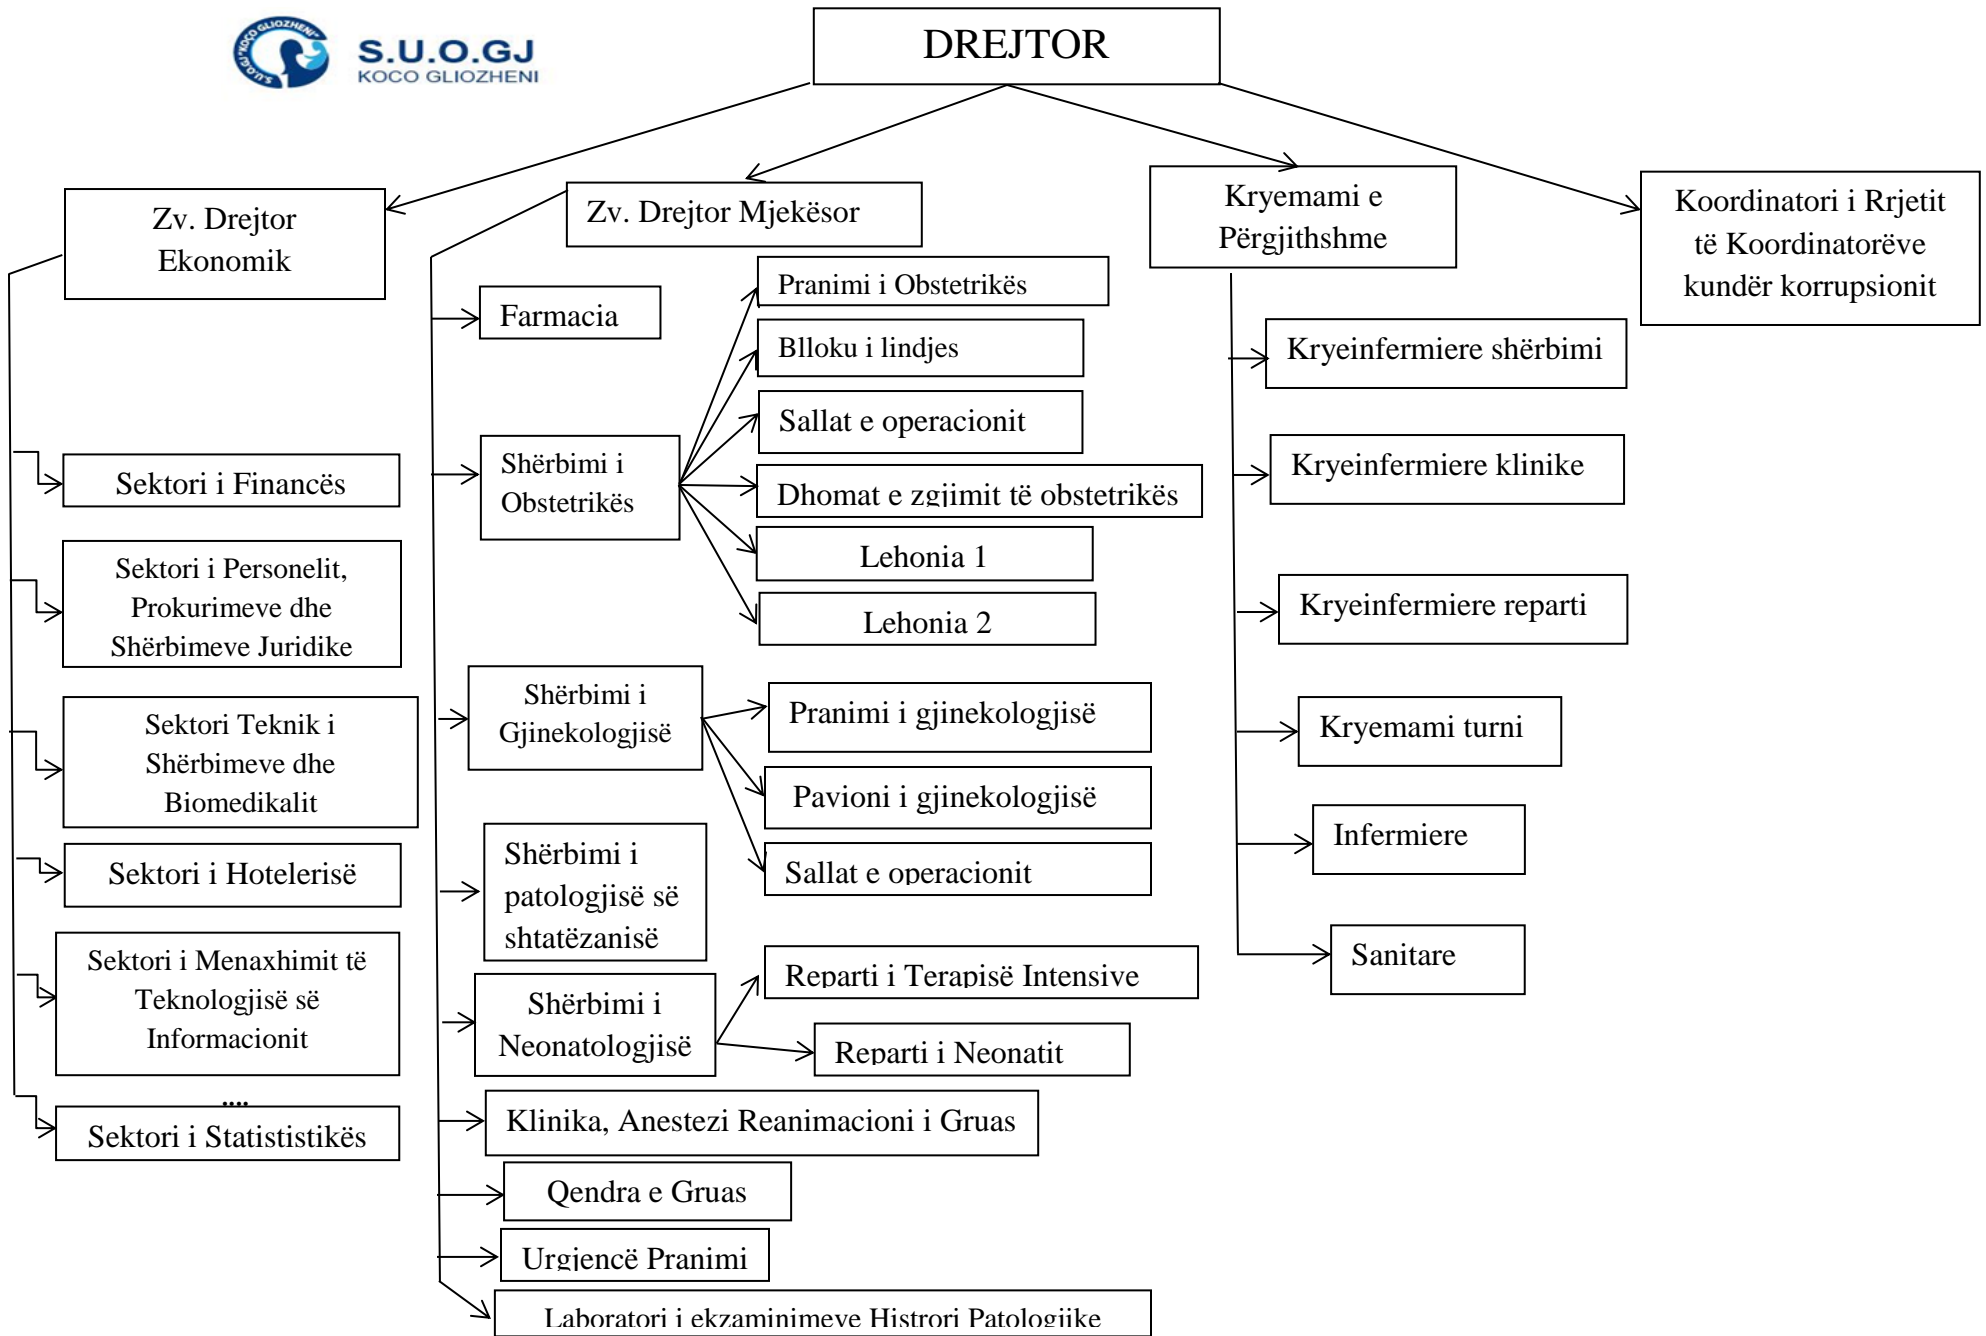 "KOÇO GLIOZHENI"
S.U.O.GJ
S.U.O.GJ
KOCO GLIOZHENI
DREJTOR
Zv. Drejtor
Ekonomik
Sektori i Financës
Sektori i Personelit,
Prokurimeve dhe
Shërbimeve Juridike
Sektori Teknik i
Shërbimeve dhe
Biomedikalit
Sektori i Hotelerisë
Sektori i Menaxhimit të
Teknologjisë së
Informacionit
....
Sektori i Statististikës
Zv. Drejtor Mjekësor
Farmacia
Shërbimi i
Obstetrikës
Pranimi i Obstetrikës
Blloku i lindjes
Sallat e operacionit
Dhomat e zgjimit të obstetrikës
Lehonia 1
Lehonia 2
Shërbimi i
Gjinekologjisë
Pranimi i gjinekologjisë
Pavioni i gjinekologjisë
Sallat e operacionit
Shërbimi i
patologjisë së
shtatëzanisë
Shërbimi i
Neonatologjisë
Reparti i Terapisë Intensive
Reparti i Neonatit
Klinika, Anestezi Reanimacioni i Gruas
Qendra e Gruas
Urgjencë Pranimi
Laboratori i ekzaminimeve Histrori Patologjike
Kryemami e
Përgjithshme
Kryeinfermiere shërbimi
Kryeinfermiere klinike
Kryeinfermiere reparti
Kryemami turni
Infermiere
Sanitare
Koordinatori i Rrjetit
të Koordinatorëve
kundër korrupsionit